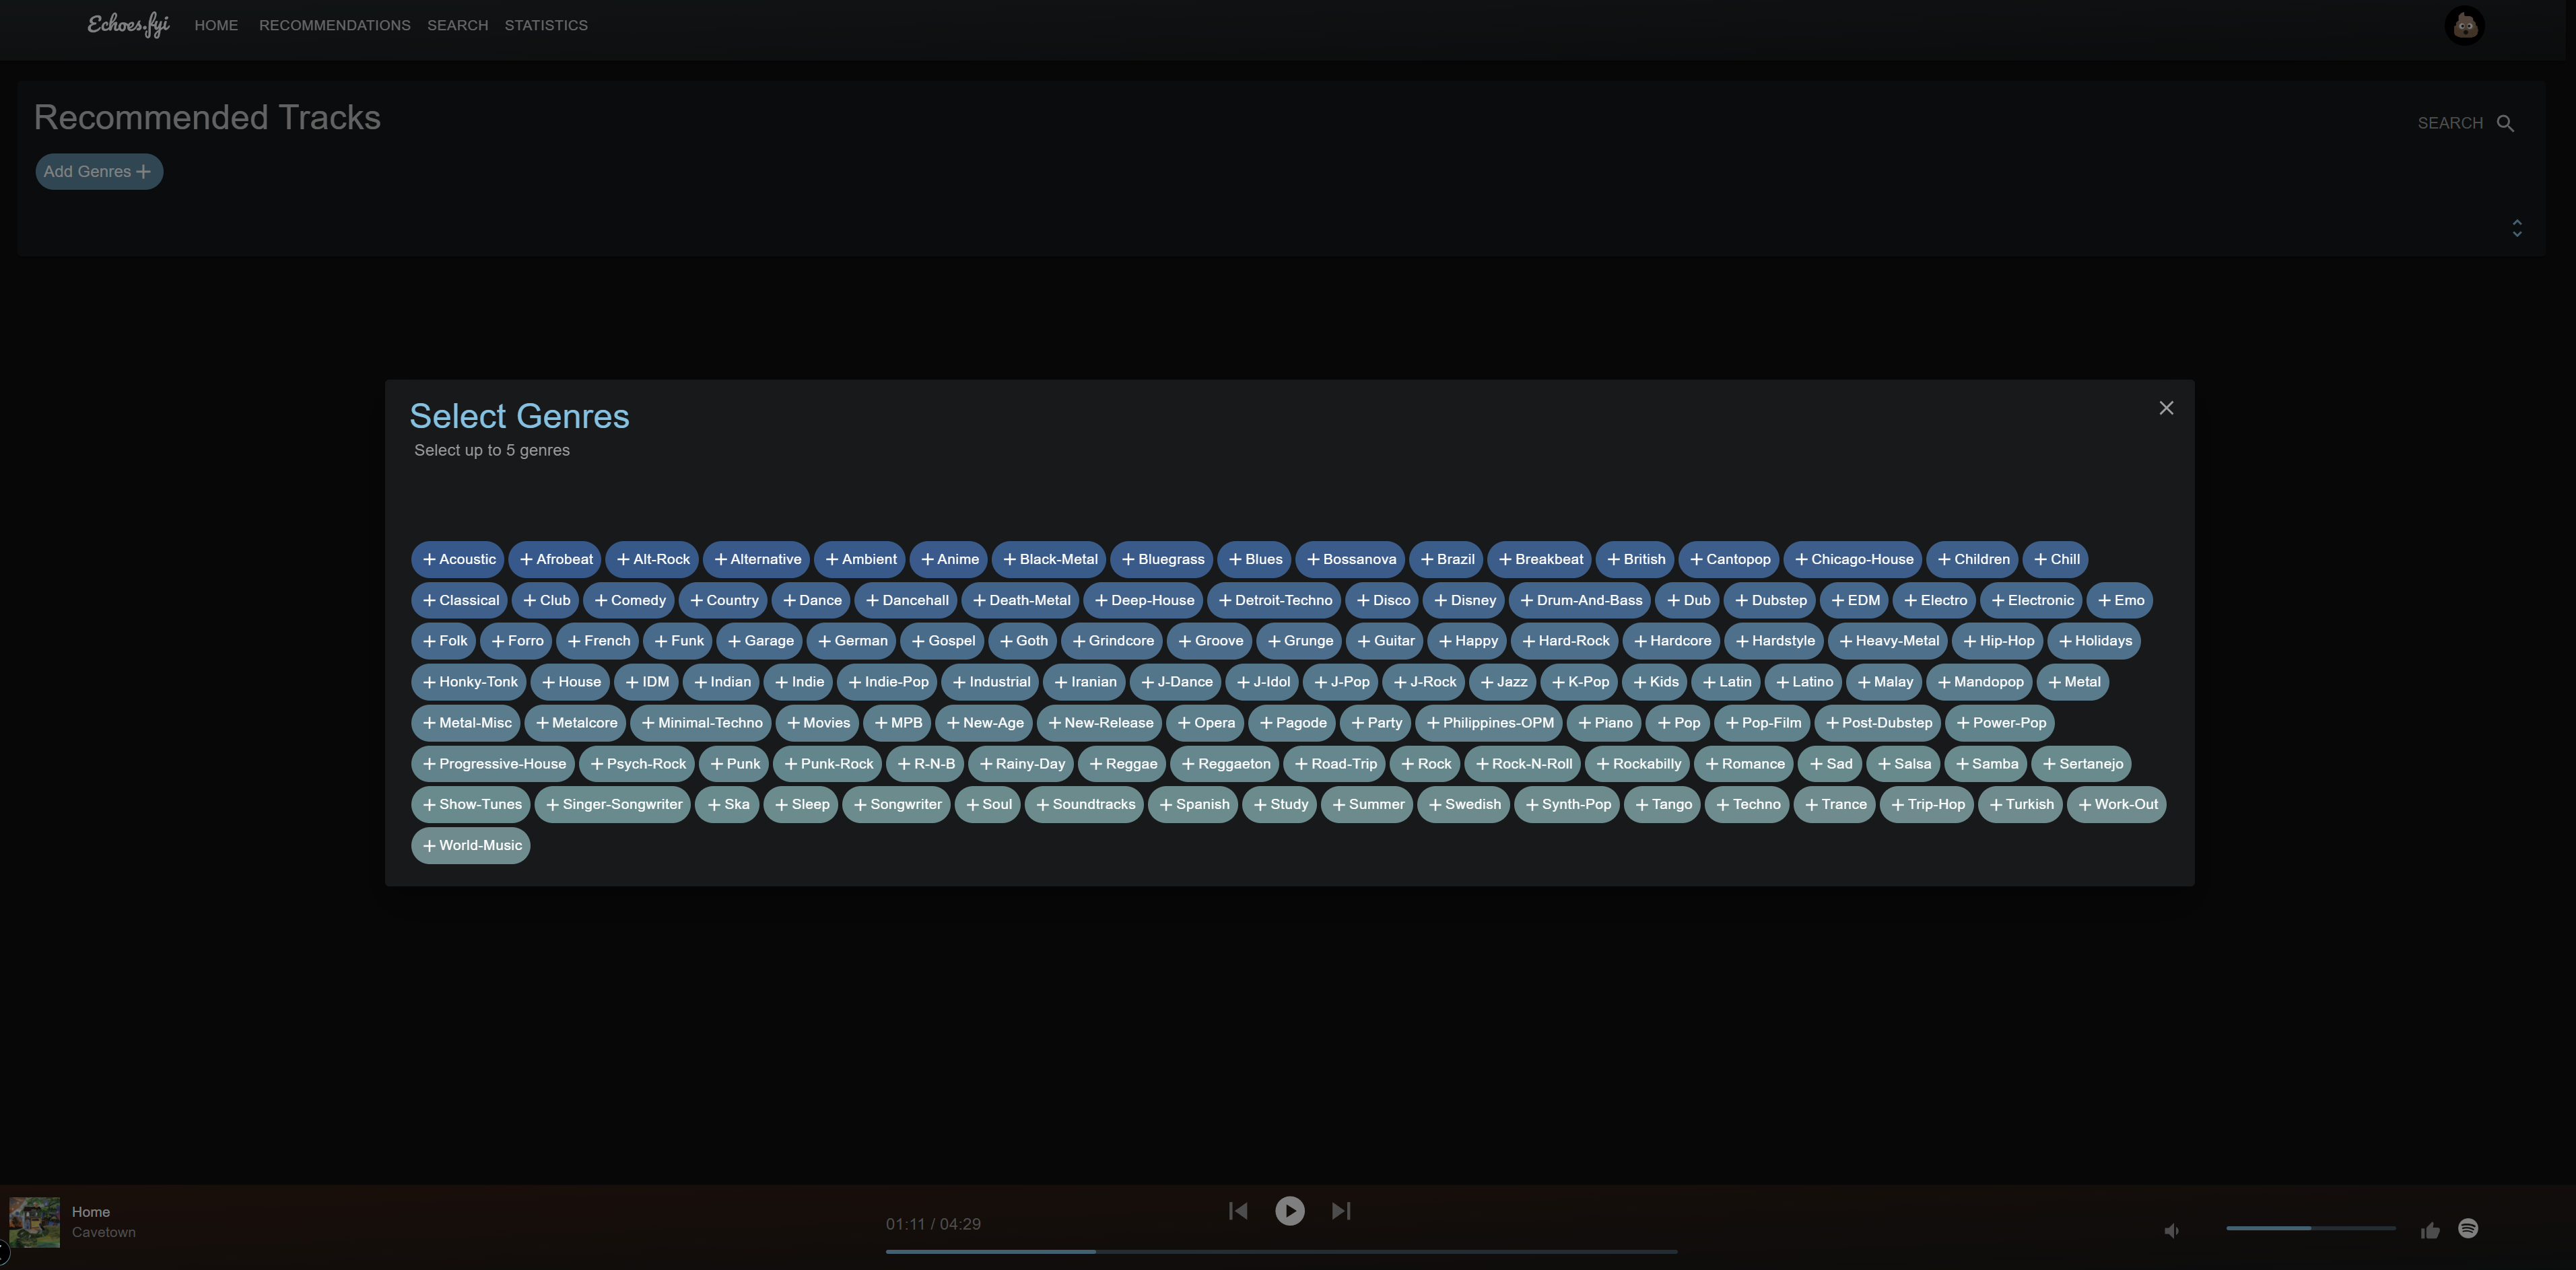 Echoes.fyi HOME RECOMMENDATIONS SEARCH STATISTICS
Recommended Tracks
SEARCH
Add Genres
Select Genres
Select up to 5 genres
Acoustic Afrobeat Alt-Rock Alternative Ambient Anime Black-Metal Bluegrass Blues Bossanova Brazil Breakbeat British Cantopop Chicago-House Children Chill
Classical Club Comedy Country Dance Dancehall Death-Metal Deep-House Detroit-Techno Disco Disney Drum-And-Bass Dub Dubstep EDM Electro Electronic Emo
Folk Forro French Funk Garage German Gospel Goth Grindcore Groove Grunge Guitar Happy Hard-Rock Hardcore Hardstyle Heavy-Metal Hip-Hop Holidays
Honky-Tonk House IDM Indian Indie Indie-Pop Industrial Iranian J-Dance J-Idol J-Pop J-Rock Jazz K-Pop Kids Latin Latino Malay Mandopop Metal
Metal-Misc Metalcore Minimal-Techno Movies MPB New-Age New-Release Opera Pagode Party Philippines-OPM Piano Pop Pop-Film Post-Dubstep Power-Pop
Progressive-House Psych-Rock Punk Punk-Rock R-N-B Rainy-Day Reggae Reggaeton Road-Trip Rock Rock-N-Roll Rockabilly Romance Sad Salsa Samba Sertanejo
Show-Tunes Singer-Songwriter Ska Sleep Songwriter Soul Soundtracks Spanish Study Summer Swedish Synth-Pop Tango Techno Trance Trip-Hop Turkish Work-Out
World-Music
Home
Cavetown
01:11 / 04:29